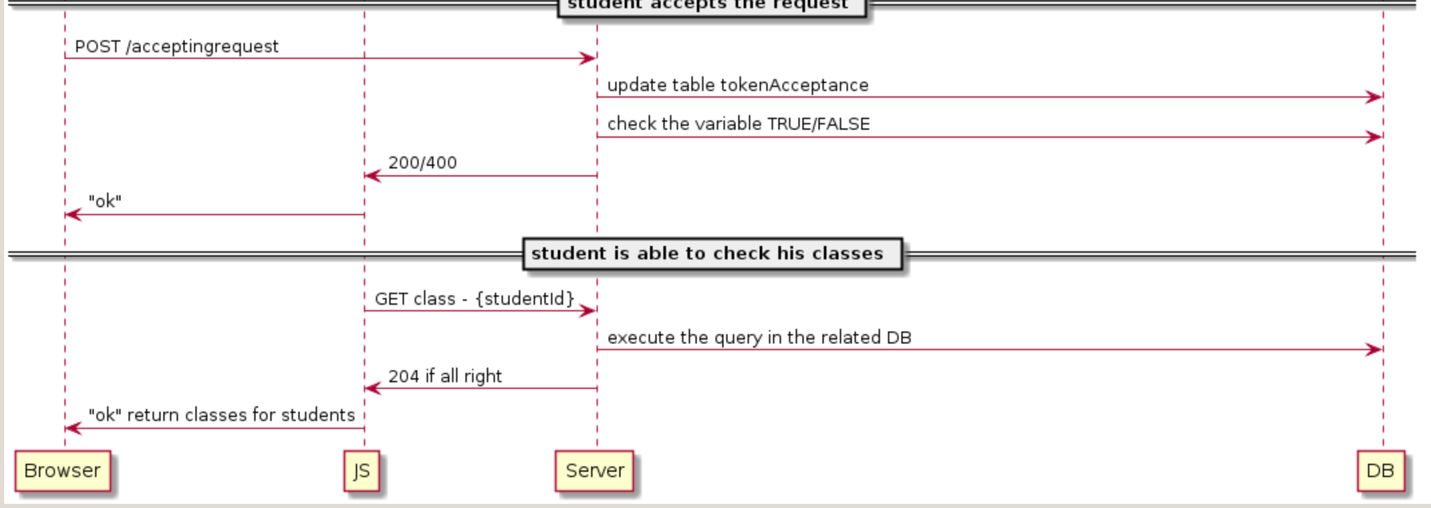 student accepts the request
POST /acceptingrequest
update table tokenAcceptance
check the variable TRUE/FALSE
200/400
"ok"
student is able to check his classes
GET class - {studentId}
execute the query in the related DB
204 if all right
"ok" return classes for students
Browser JS Server DB